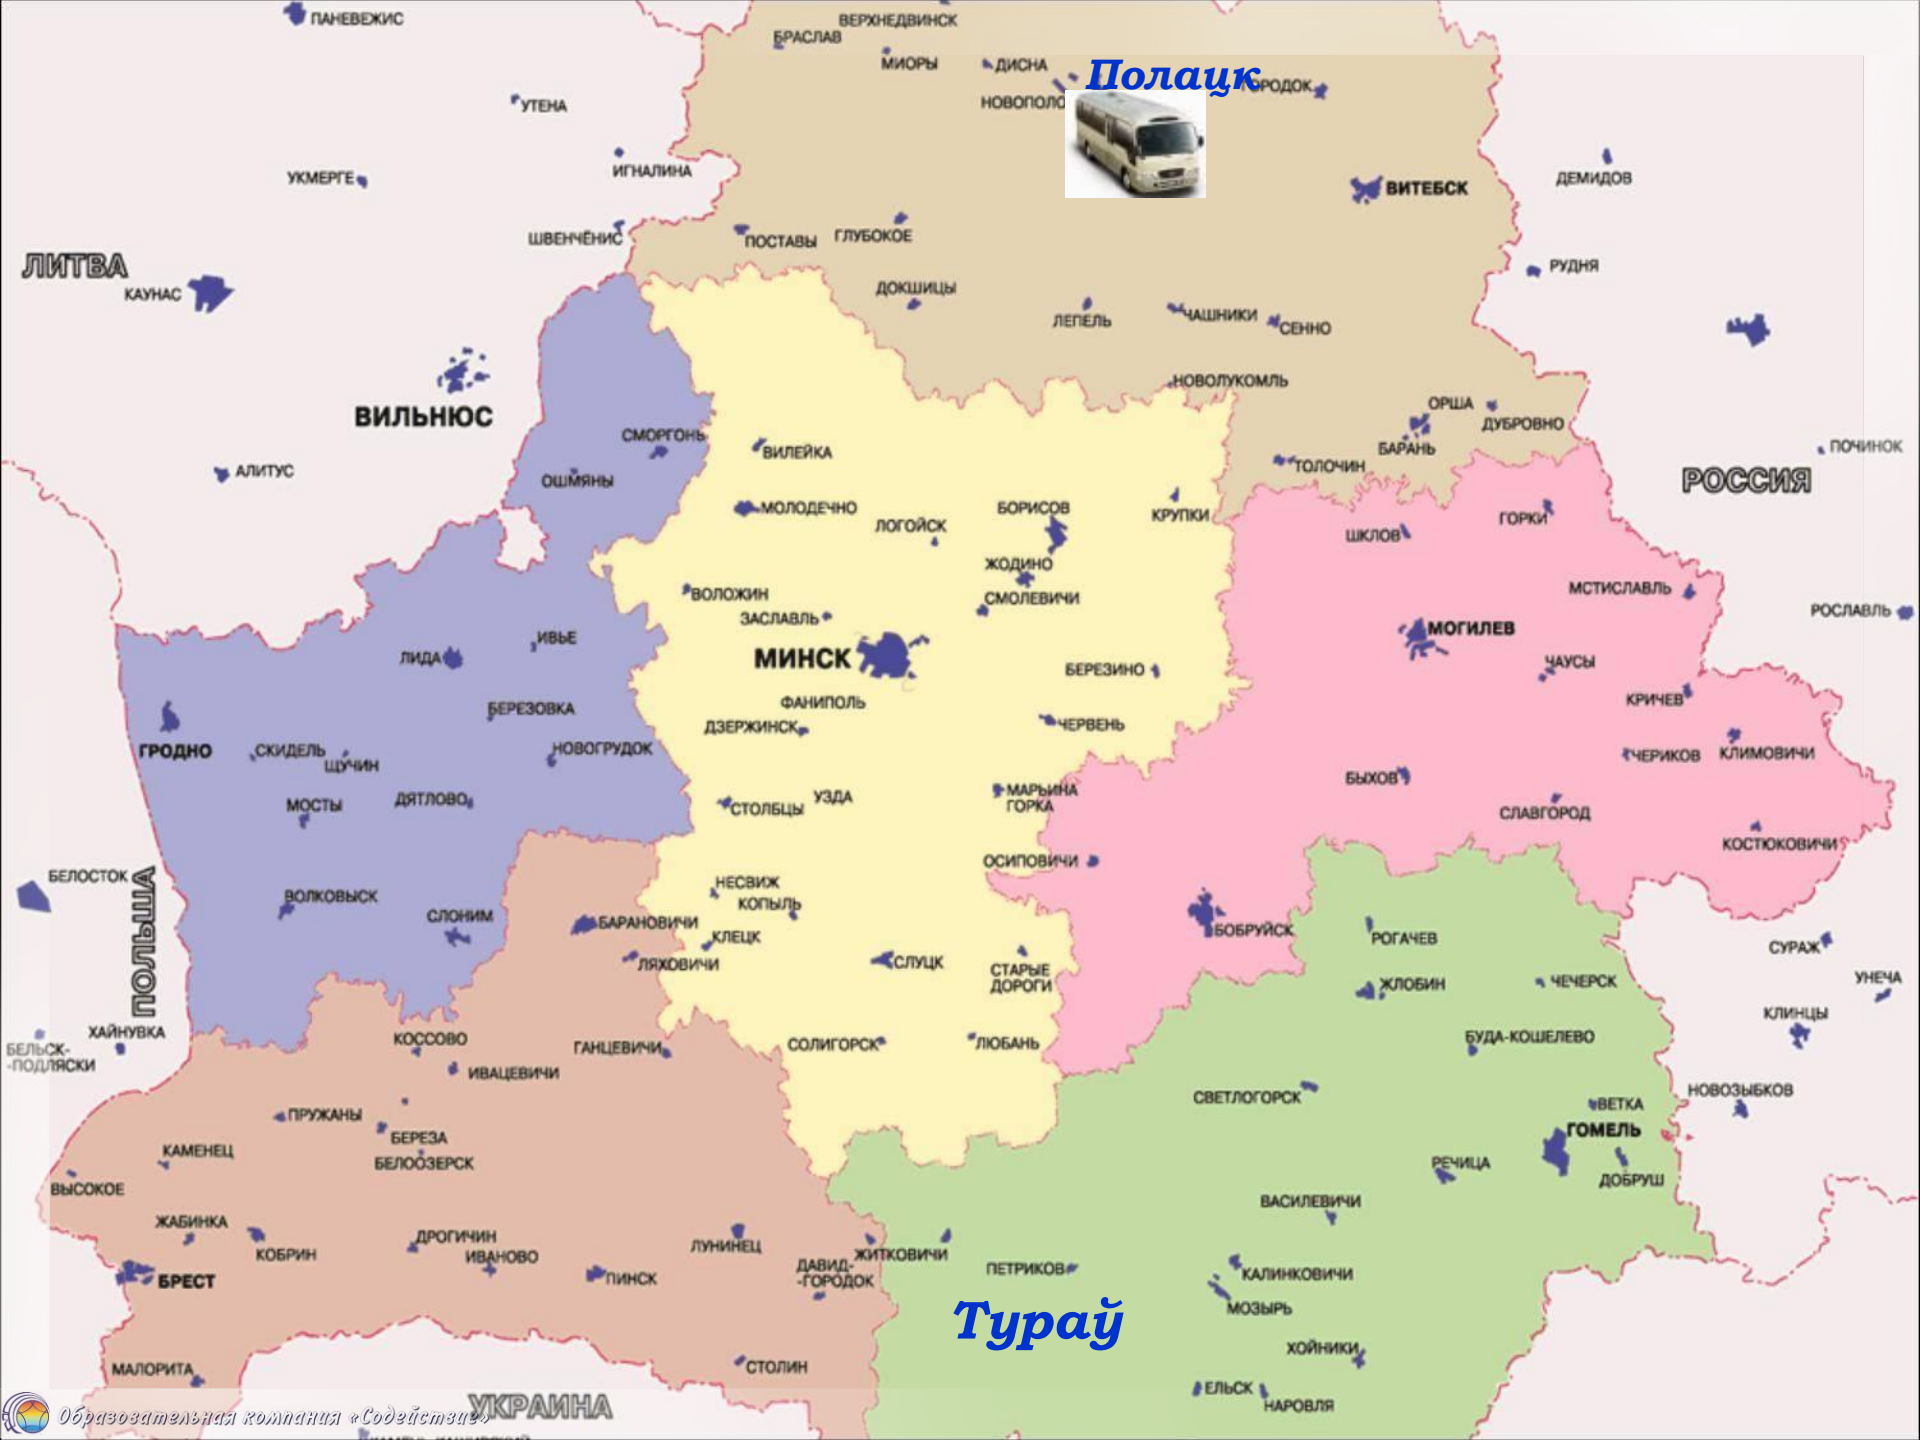 ПАНЕВЕЖИС
ВЕРХНЕДВИНСК
БРАСЛАВ
МИОРЫ
ДИСНА
Полацк
ОРОДОК
НОВОПОЛО
УТЕНА
ИГНАЛИНА
УКМЕРГЕ
ДЕМИДОВ
ВИТЕБСК
ШВЕНЧЁНИС
ПОСТАВЫ
ГЛУБОКОЕ
ЛИТВА
КАУНАС
РУДНЯ
ДОКШИЦЫ
ЛЕПЕЛЬ
ЧАШНИКИ
СЕННО
НОВОЛУКОМЛЬ
ВИЛЬНЮС
ОРША
ДУБРОВНО
СМОРГОНЬ
ВИЛЕЙКА
БАРАНЬ
ПОЧИНОК
АЛИТУС
ТОЛОЧИН
ОШМЯНЫ
РОССИЯ
МОЛОДЕЧНО
ЛОГОЙСК
БОРИСОВ
КРУПКИ
ГОРКИ
ШКЛОВ
ЖОДИНО
ВОЛОЖИН
СМОЛЕВИЧИ
МСТИСЛАВЛЬ
РОСЛАВЛЬ
ЗАСЛАВЛЬ
МОГИЛЕВ
ИВЬЕ
ЛИДА
МИНСК
БЕРЕЗИНО
ЧАУСЫ
КРИЧЕВ
БЕРЕЗОВКА
ФАНИПОЛЬ
ДЗЕРЖИНСК
ЧЕРВЕНЬ
ГРОДНО
СКИДЕЛЬ
ЩУЧИН
НОВОГРУДОК
ЧЕРИКОВ
КЛИМОВИЧИ
БЫХОВ
МОСТЫ
ДЯТЛОВО
СТОЛБЦЫ
УЗДА
МАРЬИНА
ГОРКА
СЛАВГОРОД
КОСТЮКОВИЧИ
ОСИПОВИЧИ
БЕЛОСТОК
ПОЛЬША
НЕСВИЖ
КОПЫЛЬ
ВОЛКОВЫСК
СЛОНИМ
БАРАНОВИЧИ
КЛЕЦК
БОБРУЙСК
РОГАЧЕВ
СУРАЖ
ЛЯХОВИЧИ
СЛУЦК
СТАРЫЕ
ДОРОГИ
ЖЛОБИН
ЧЕЧЕРСК
УНЕЧА
КЛИНЦЫ
ХАЙНУВКА
БЕЛЬСК-
-ПОДЛЯСКИ
КОССОВО
ГАНЦЕВИЧИ
СОЛИГОРСК
ЛЮБАНЬ
БУДА-КОШЕЛЕВО
ИВАЦЕВИЧИ
СВЕТЛОГОРСК
НОВОЗЫБКОВ
ВЕТКА
ПРУЖАНЫ
БЕРЕЗА
ГОМЕЛЬ
КАМЕНЕЦ
БЕЛООЗЕРСК
РЕЧИЦА
ДОБРУШ
ВЫСОКОЕ
ВАСИЛЕВИЧИ
ЖАБИНКА
КОБРИН
ДРОГИЧИН
ИВАНОВО
ЛУНИНЕЦ
ЖИТКОВИЧИ
БРЕСТ
ПИНСК
ДАВИД-
-ГОРОДОК
ПЕТРИКОВ
КАЛИНКОВИЧИ
МОЗЫРЬ
Тураў
ХОЙНИКИ
МАЛОРИТА
СТОЛИН
ЕЛЬСК
НАРОВЛЯ
УКРАИНА
Образовательная компания «Содействие»